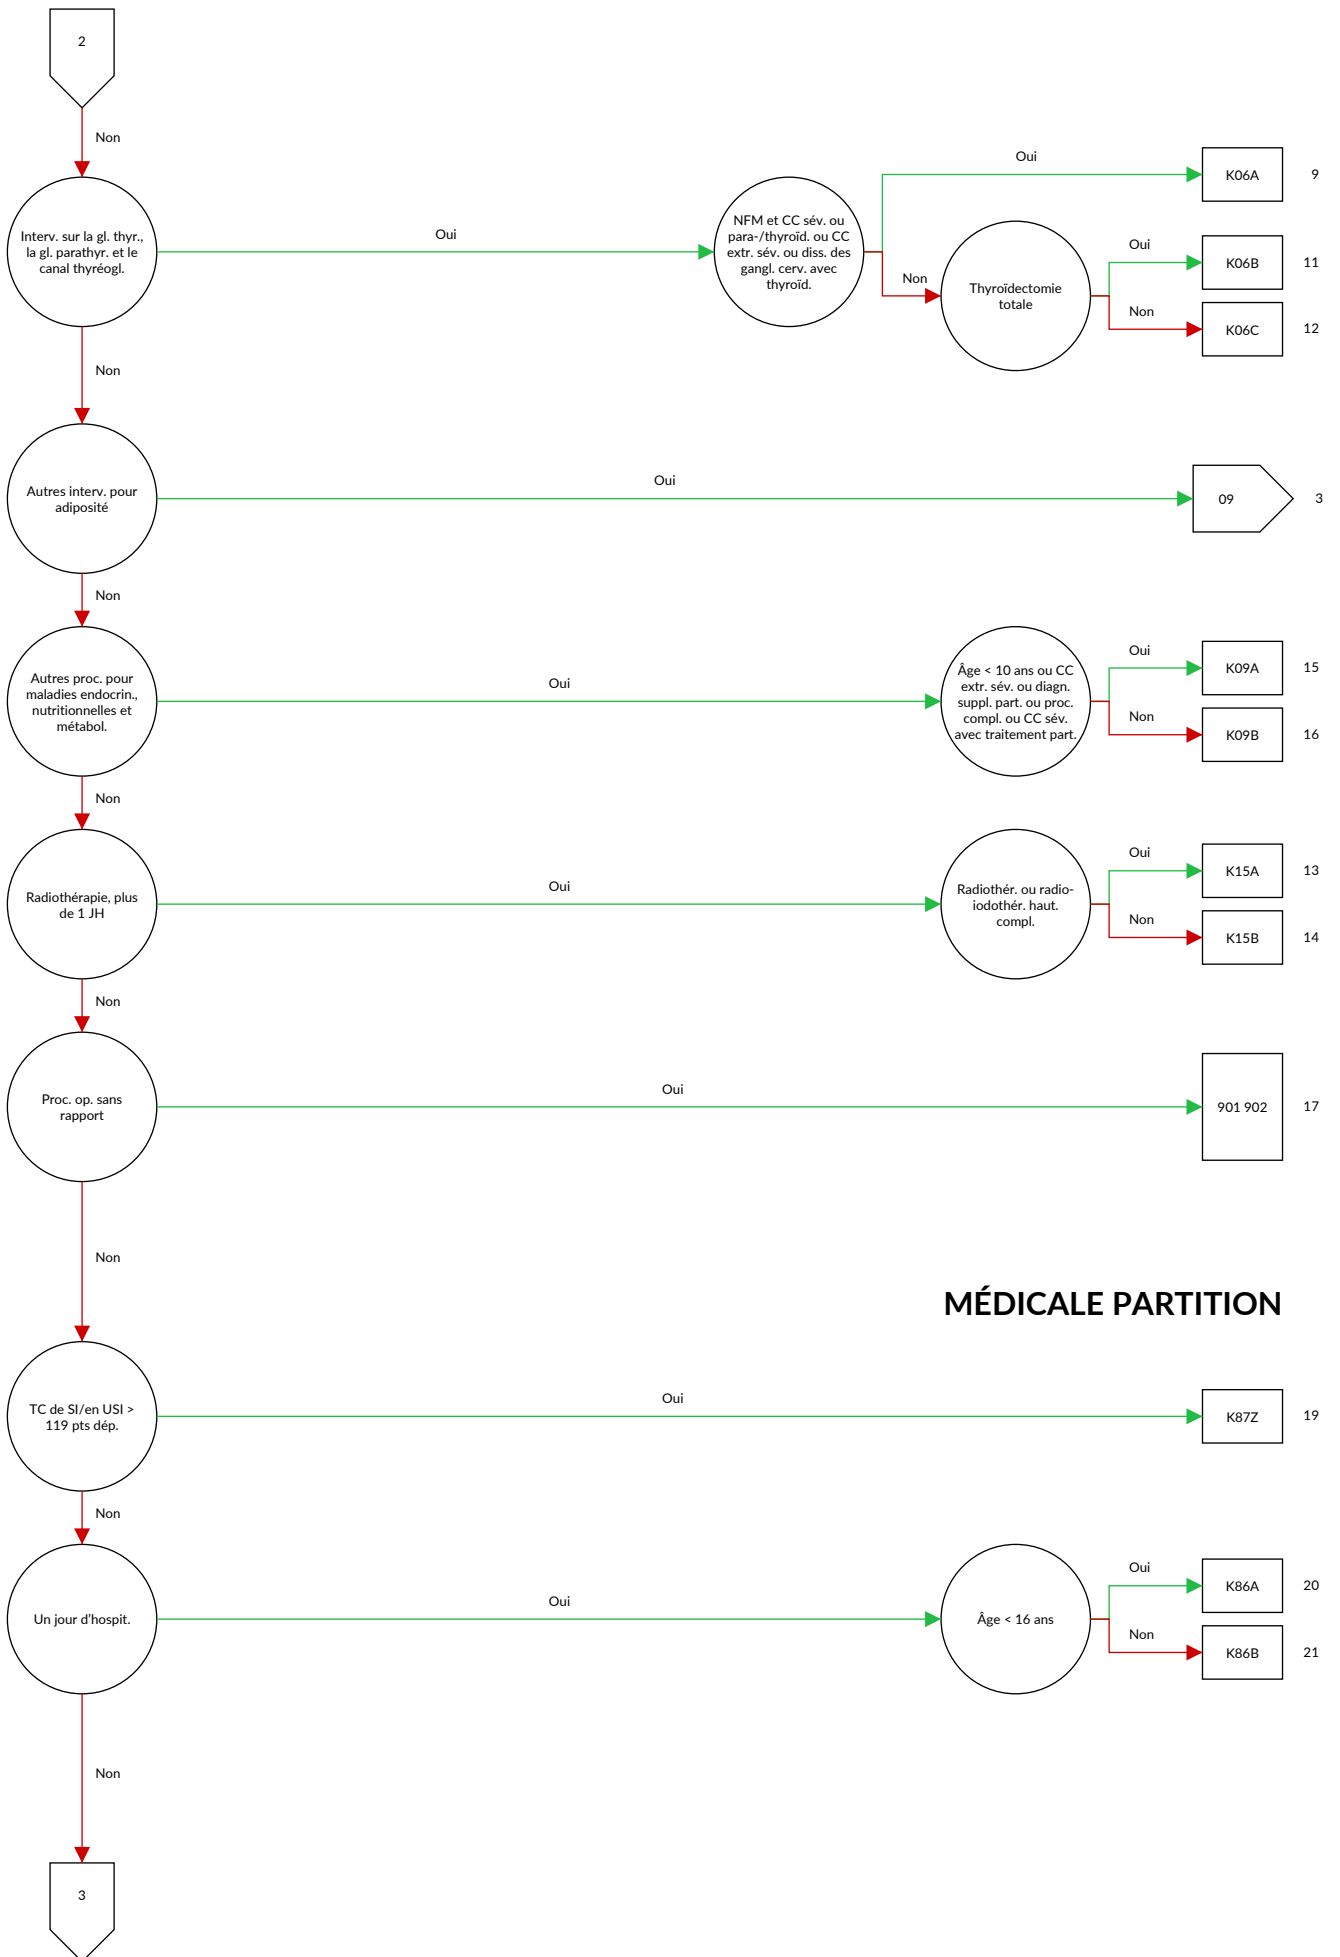 2
Non
Oui
K06A
9
Interv. sur la gl. thyr.,
la gl. parathyr. et le
canal thyréogl.
Oui
NFM et CC sév. ou
para-/thyroïd. ou CC
extr. sév. ou diss. des
gangl. cerv. avec
thyroïd.
Non
Thyroïdectomie
totale
Oui
K06B
11
Non
K06C
12
Non
Autres interv. pour
adiposité
Oui
09
3
Non
Autres proc. pour
maladies endocrin.,
nutritionnelles et
métabol.
Oui
Âge < 10 ans ou CC
extr. sév. ou diagn.
suppl. part. ou proc.
compl. ou CC sév.
avec traitement part.
Oui
K09A
15
Non
K09B
16
Non
Radiothérapie, plus
de 1 JH
Oui
Radiothér. ou radio-
iodothér. haut.
compl.
Oui
K15A
13
Non
K15B
14
Non
Proc. op. sans
rapport
Oui
901 902
17
Non
MÉDICALE PARTITION
TC de SI/en USI >
119 pts dép.
Oui
K87Z
19
Non
Un jour d'hospit.
Oui
Âge < 16 ans
Oui
K86A
20
Non
K86B
21
Non
3